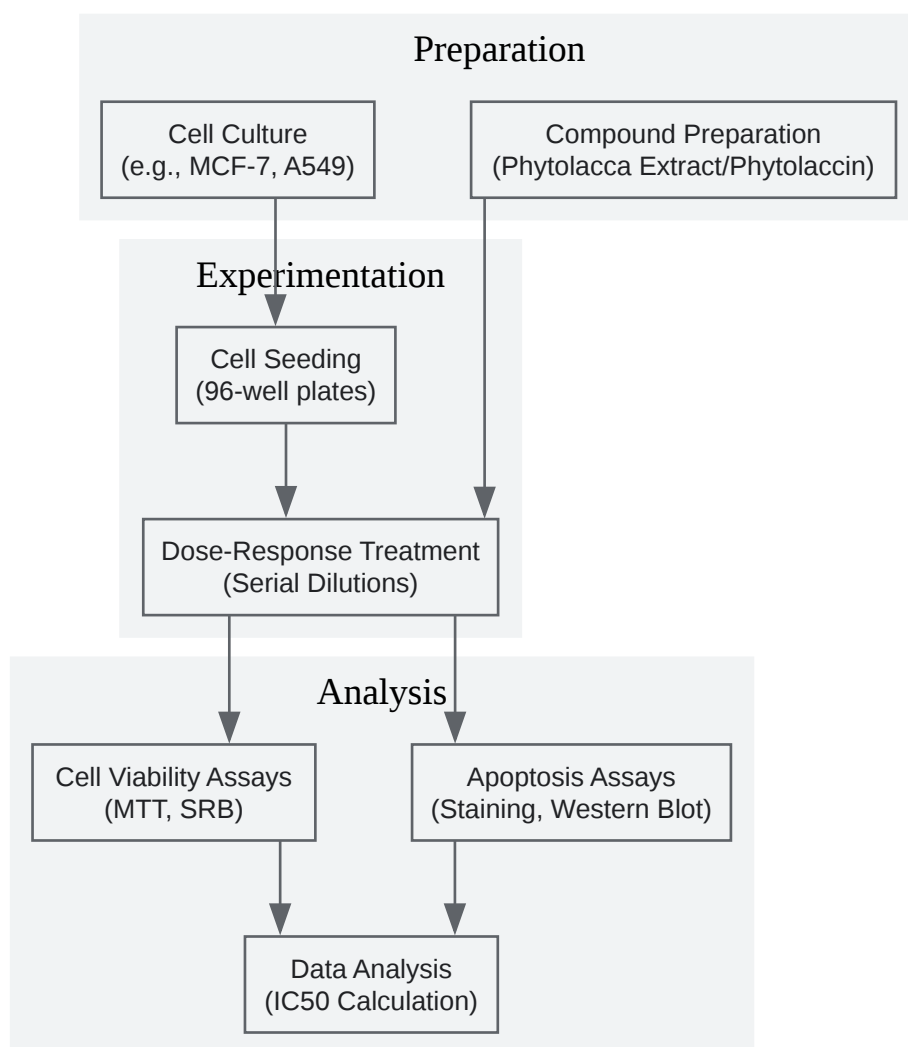 Preparation
Cell Culture
(e.g., MCF-7, A549)
Compound Preparation
(Phytolacca Extract/Phytolaccin)
Experimentation
Cell Seeding
(96-well plates)
Dose-Response Treatment
(Serial Dilutions)
Analysis
Cell Viability Assays
(MTT, SRB)
Apoptosis Assays
(Staining, Western Blot)
Data Analysis
(IC50 Calculation)